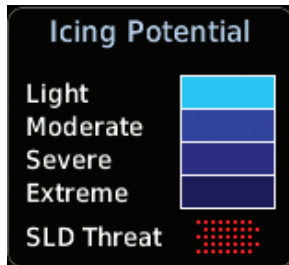 Icing Potential
Light
Moderate
Severe
Extreme
SLD Threat